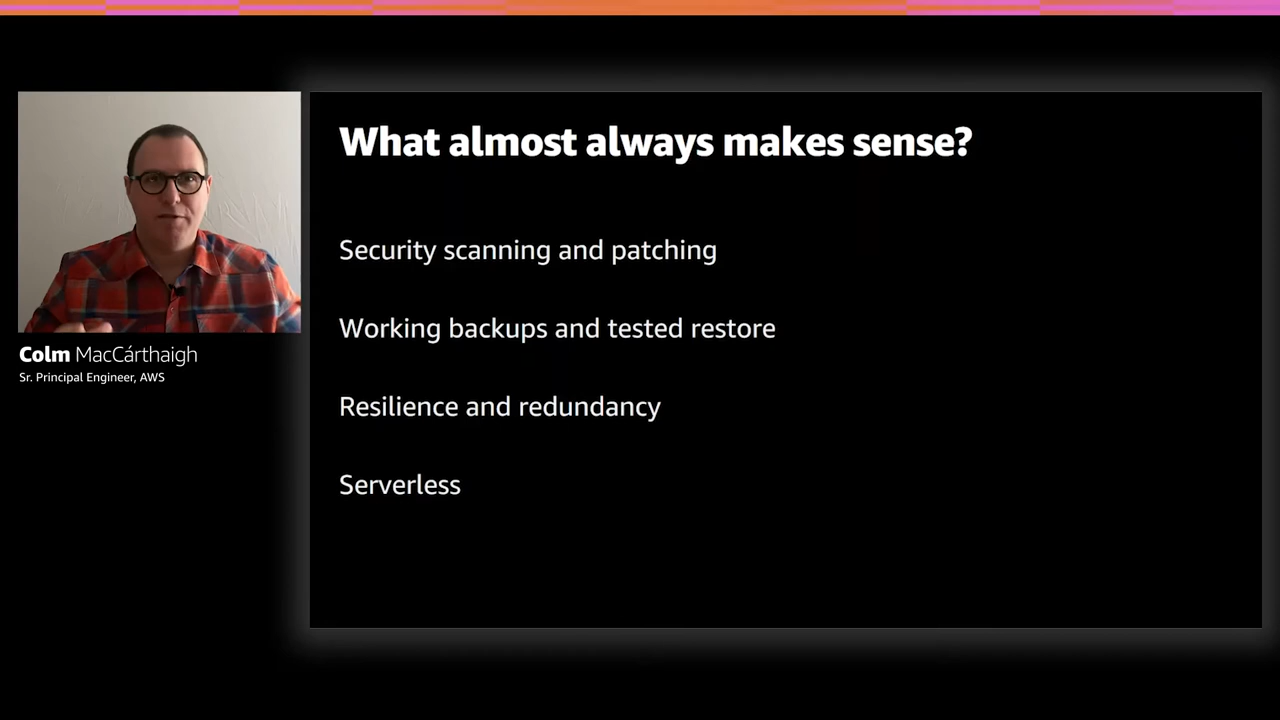 What almost always makes sense?
Security scanning and patching
Working backups and tested restore
Resilience and redundancy
Serverless
Colm MacCárthaigh
Sr. Principal Engineer, AWS